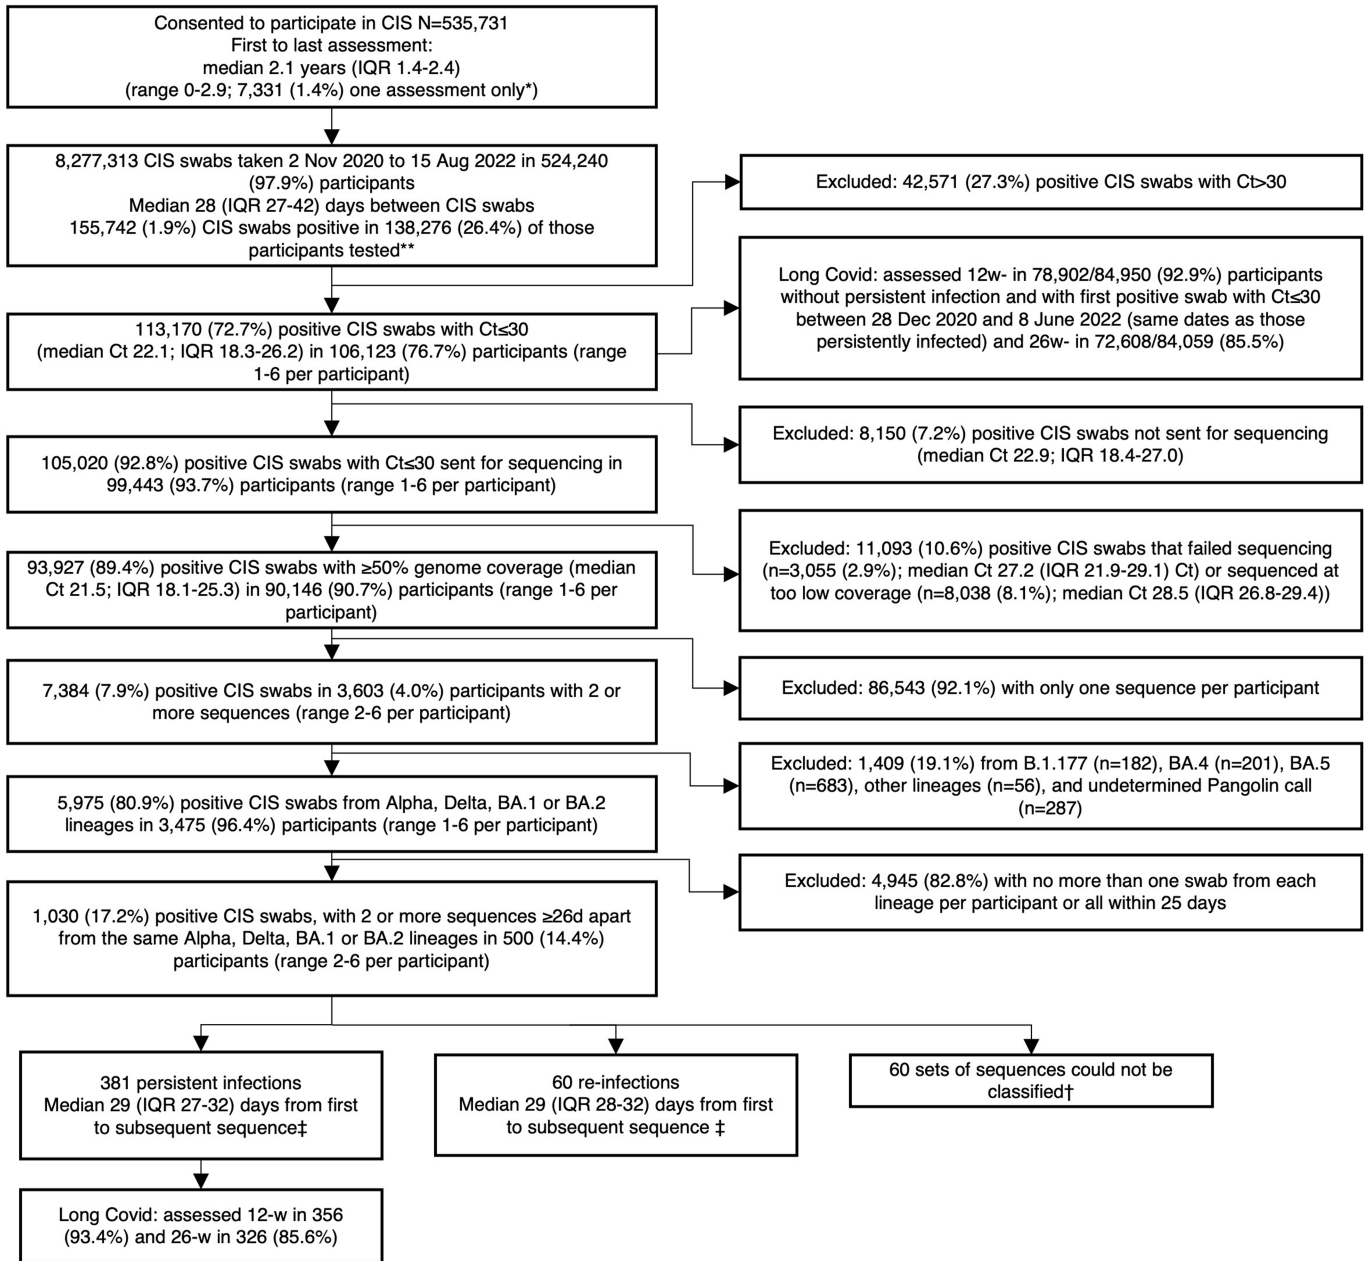 Consented to participate in CIS N=535,731
First to last assessment:
median 2.1 years (IQR 1.4-2.4)
(range 0-2.9; 7,331 (1.4%) one assessment only*)
8,277,313 CIS swabs taken 2 Nov 2020 to 15 Aug 2022 in 524,240
(97.9%) participants
Median 28 (IQR 27-42) days between CIS swabs
155,742 (1.9%) CIS swabs positive in 138,276 (26.4%) of those
participants tested**
Excluded: 42,571 (27.3%) positive CIS swabs with Ct>30
113,170 (72.7%) positive CIS swabs with Ct≤30
(median Ct 22.1; IQR 18.3-26.2) in 106,123 (76.7%) participants (range
1-6 per participant)
Long Covid: assessed 12w- in 78,902/84,950 (92.9%) participants
without persistent infection and with first positive swab with Ct≤30
between 28 Dec 2020 and 8 June 2022 (same dates as those
persistently infected) and 26w- in 72,608/84,059 (85.5%)
Excluded: 8,150 (7.2%) positive CIS swabs not sent for sequencing
(median Ct 22.9; IQR 18.4-27.0)
105,020 (92.8%) positive CIS swabs with Ct≤30 sent for sequencing in
99,443 (93.7%) participants (range 1-6 per participant)
Excluded: 11,093 (10.6%) positive CIS swabs that failed sequencing
(n=3,055 (2.9%); median Ct 27.2 (IQR 21.9-29.1) Ct) or sequenced at
too low coverage (n=8,038 (8.1%); median Ct 28.5 (IQR 26.8-29.4))
93,927 (89.4%) positive CIS swabs with ≥50% genome coverage (median
Ct 21.5; IQR 18.1-25.3) in 90,146 (90.7%) participants (range 1-6 per
participant)
Excluded: 86,543 (92.1%) with only one sequence per participant
7,384 (7.9%) positive CIS swabs in 3,603 (4.0%) participants with 2 or
more sequences (range 2-6 per participant)
Excluded: 1,409 (19.1%) from B.1.177 (n=182), BA.4 (n=201), BA.5
(n=683), other lineages (n=56), and undetermined Pangolin call
(n=287)
5,975 (80.9%) positive CIS swabs from Alpha, Delta, BA.1 or BA.2
lineages in 3,475 (96.4%) participants (range 1-6 per participant)
Excluded: 4,945 (82.8%) with no more than one swab from each
lineage per participant or all within 25 days
1,030 (17.2%) positive CIS swabs, with 2 or more sequences ≥26d apart
from the same Alpha, Delta, BA.1 or BA.2 lineages in 500 (14.4%)
participants (range 2-6 per participant)
381 persistent infections
Median 29 (IQR 27-32) days from first
to subsequent sequence‡
60 re-infections
Median 29 (IQR 28-32) days from first
to subsequent sequence ‡
60 sets of sequences could not be
classified†
Long Covid: assessed 12-w in 356
(93.4%) and 26-w in 326 (85.6%)